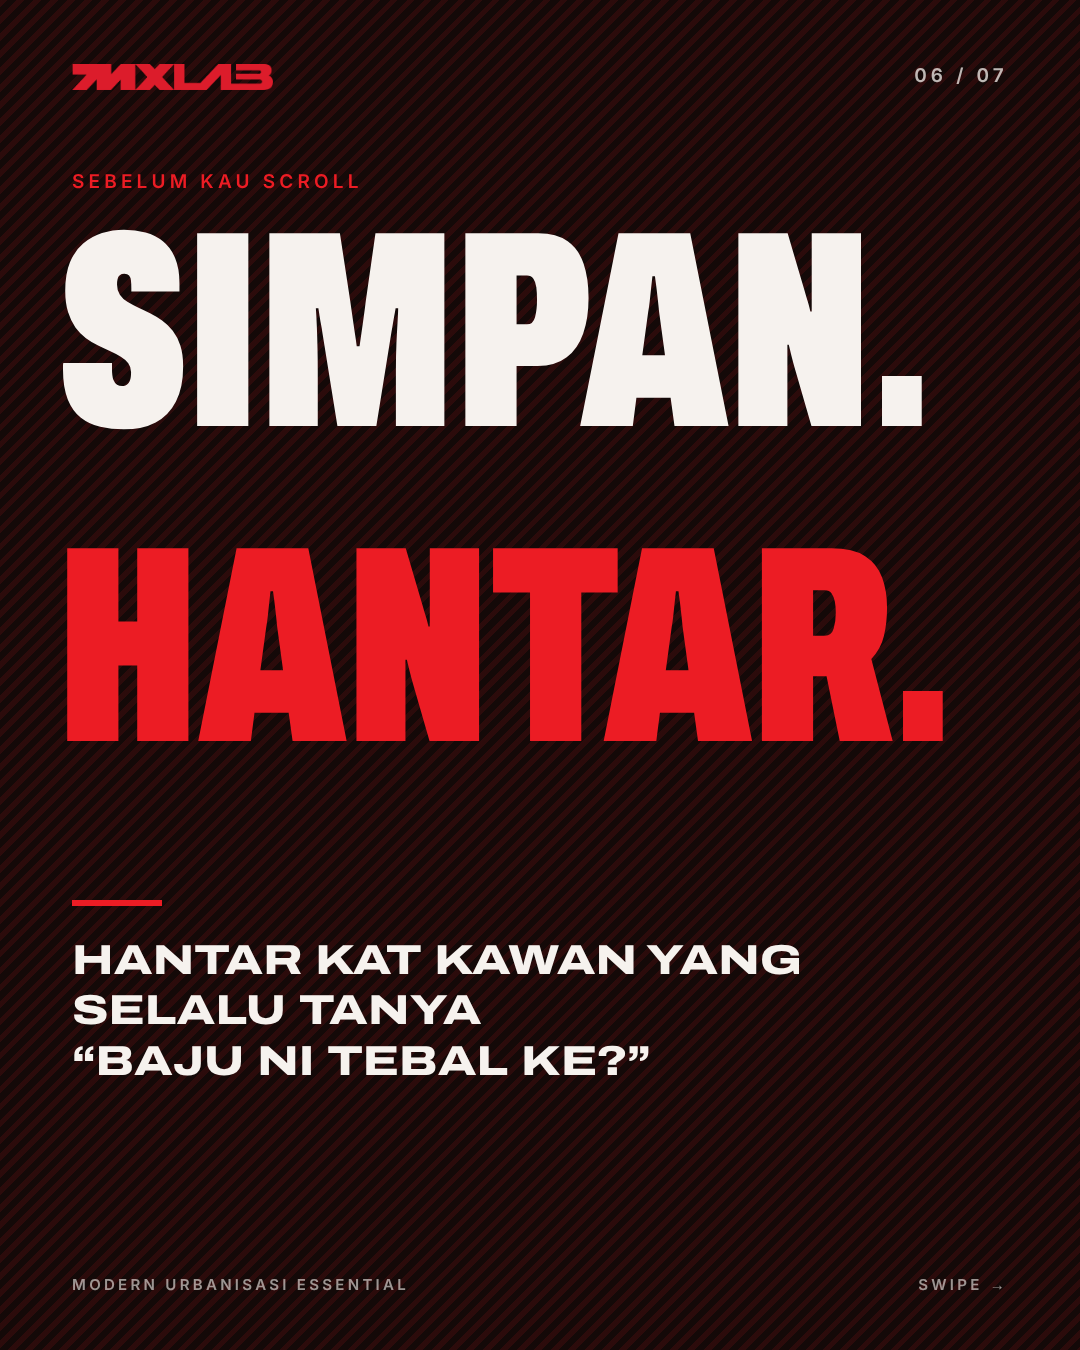 7MXLAB
06 / 07
SEBELUM KAU SCROLL
SIMPAN.
HANTAR.
HANTAR KAT KAWAN YANG
SELALU TANYA
“BAJU NI TEBAL KE?”
MODERN URBANISASI ESSENTIAL
SWIPE →